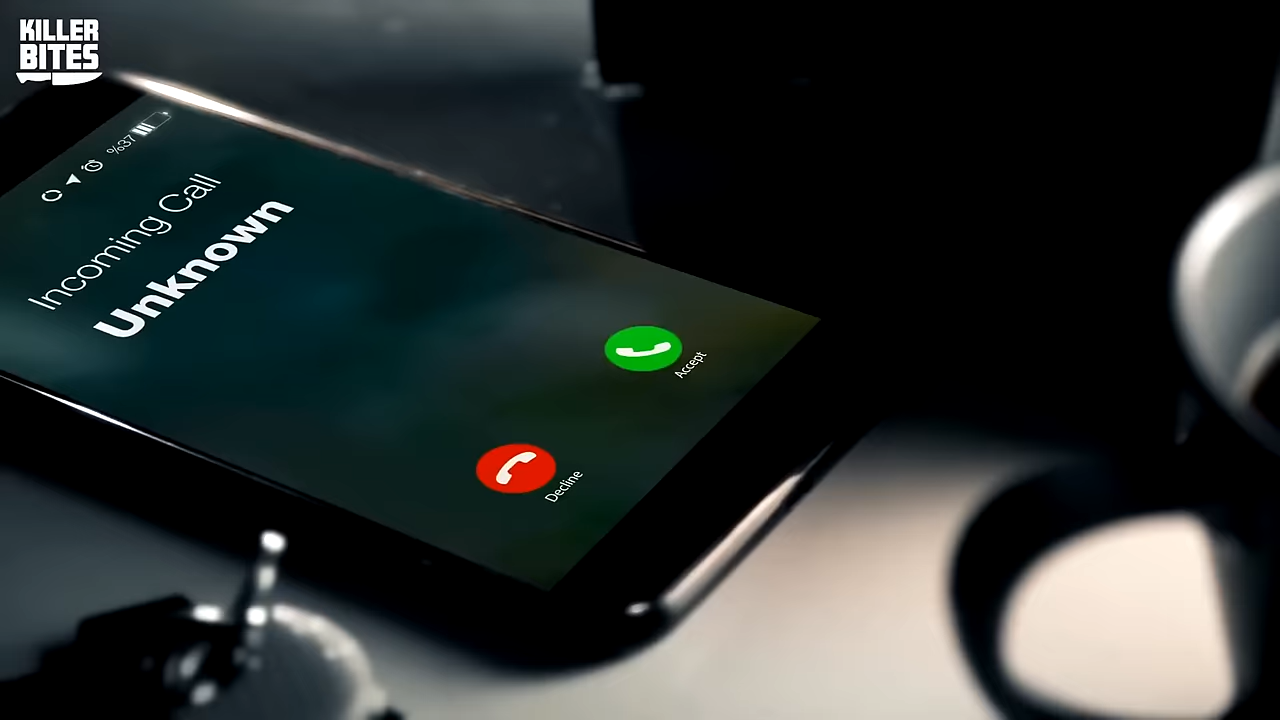 KILLER
BITES
%37
Incoming Call
Unknown
Accept
Decline